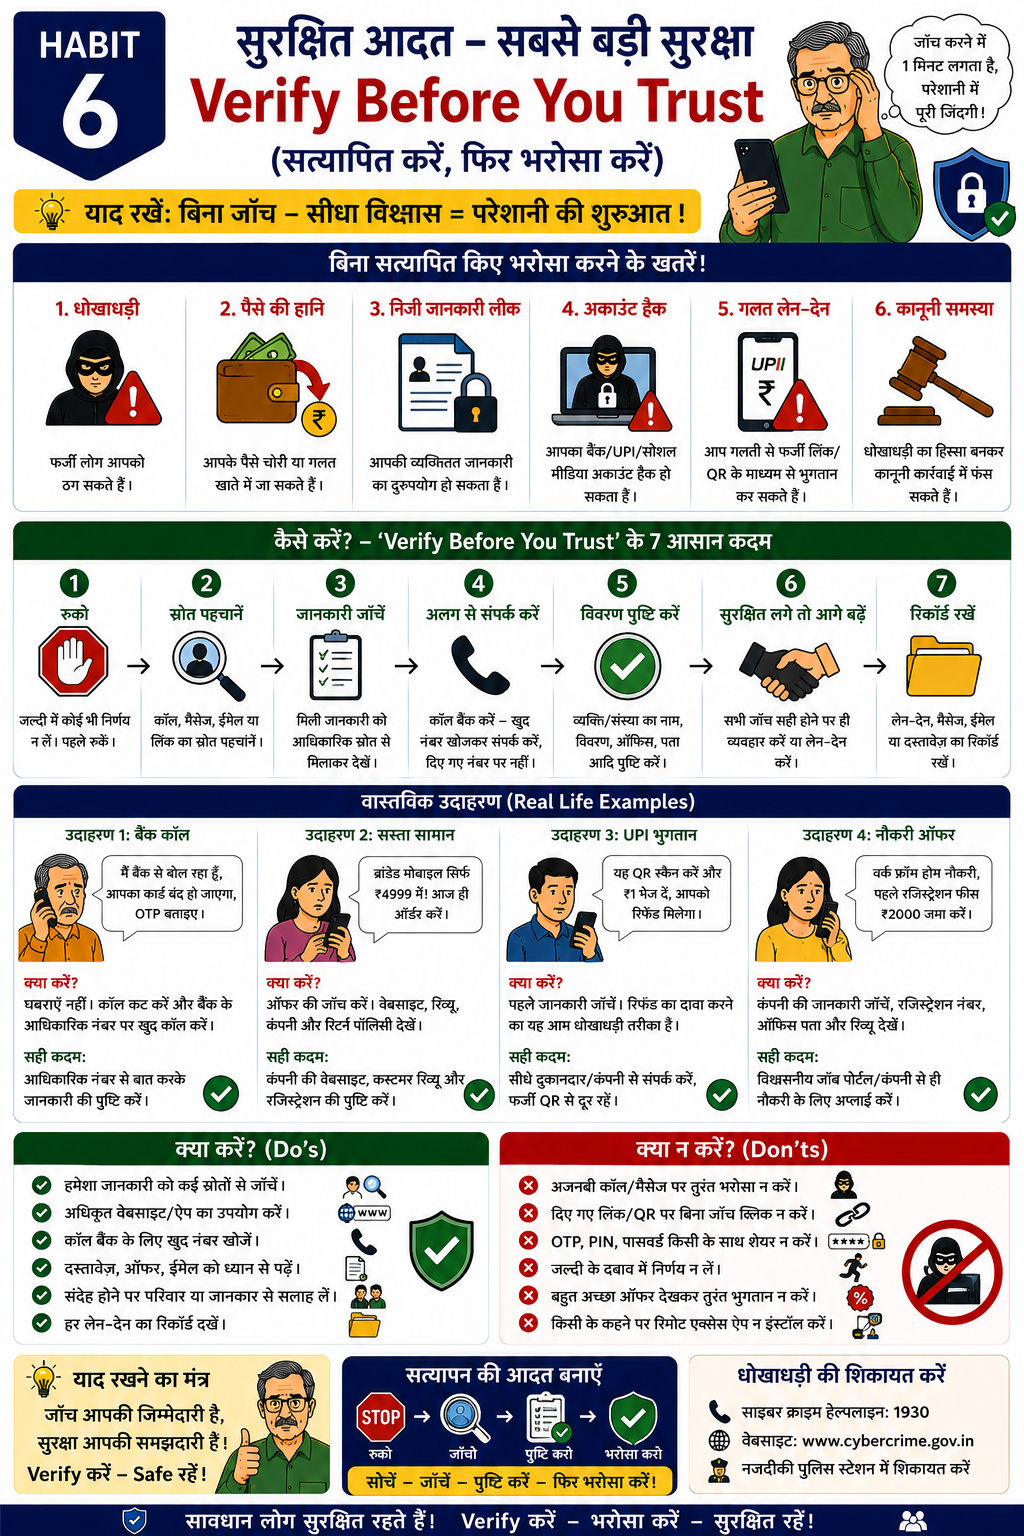 HABIT
6
सुरक्षित आदत – सबसे बड़ी सुरक्षा
Verify Before You Trust
(सत्यापित करें, फिर भरोसा करें)
जाँच करने में
1 मिनट लगता है,
परेशानी में
पूरी जिंदगी!
याद रखें: बिना जाँच – सीधा विश्वास = परेशानी की शुरुआत !
बिना सत्यापित किए भरोसा करने के खतरें!
1. धोखाधड़ी
फर्जी लोग आपको
ठग सकते हैं।
2. पैसे की हानि
आपके पैसे चोरी या गलत
खाते में जा सकते हैं।
3. निजी जानकारी लीक
आपकी जानकारी
का दुरुपयोग हो सकता हैं।
4. अकाउंट हैक
आपका बैंक/UPI/सोशल
मीडिया अकाउंट हैक हो
सकता हैं।
5. गलत लेन-देन
UPII
₹
आप गलती से फर्जी लिंक/
QR के माध्यम से भुगतान
कर सकते हैं।
6. कानूनी समस्या
धोखाधड़ी का हिस्सा बनकर
कानूनी कार्रवाई में फंस
सकते हैं।
कैसे करें? – ‘Verify Before You Trust’ के 7 आसान कदम
1
रुको
जल्दी में कोई भी निर्णय
न लें। पहले रुकें।
2
स्रोत पहचानें
कॉल, मैसेज, ईमेल या
लिंक का स्रोत पहचानें।
3
जानकारी जाँचें
मिली जानकारी को
आधिकारिक स्रोत से
मिलाकर देखें।
4
अलग से संपर्क करें
कॉल बैंक करें – खुद
नंबर खोजकर संपर्क करें,
दिए गए नंबर पर नहीं।
5
विवरण पुष्टि करें
व्यक्ति/संस्था का नाम,
विवरण, ऑफिस, पता
आदि पुष्टि करें।
6
सुरक्षित लगे तो आगे बढ़ें
सभी जाँच सही होने पर ही
व्यवहार करें या लेन-देन
करें।
7
रिकॉर्ड रखें
लेन-देन, मैसेज, ईमेल
या दस्तावेज़ का रिकॉर्ड
रखें।
वास्तविक उदाहरण (Real Life Examples)
उदाहरण 1: बैंक कॉल
मैं बैंक से बोल रहा हूँ,
आपका कार्ड बंद हो जाएगा,
OTP बताइए।
क्या करें?
घबराएँ नहीं। कॉल कट करें और बैंक के
आधिकारिक नंबर पर खुद कॉल करें।
सही कदम:
आधिकारिक नंबर से बात करके
जानकारी की पुष्टि करें।
उदाहरण 2: सस्ता सामान
ब्रांडेड मोबाइल सिर्फ
₹4999 में! आज ही
ऑर्डर करें।
क्या करें?
ऑफर की जाँच करें। वेबसाइट, रिव्यू,
कंपनी और रिटर्न पॉलिसी देखें।
सही कदम:
कंपनी की वेबसाइट, कस्टमर रिव्यू और
रजिस्ट्रेशन की पुष्टि करें।
उदाहरण 3: UPI भुगतान
यह QR स्कैन करें और
₹1 भेज दें, आपको
रिफंड मिलेगा।
क्या करें?
पहले जानकारी जाँचें। रिफंड का दावा करने
का यह आम धोखाधड़ी तरीका हैं।
सही कदम:
सीधे दुकानदार/कंपनी से संपर्क करें,
फर्जी QR से दूर रहें।
उदाहरण 4: नौकरी ऑफर
वर्क फ्रॉम होम नौकरी,
पहले रजिस्ट्रेशन फीस
₹2000 जमा करें।
क्या करें?
कंपनी की जानकारी जाँचें, रजिस्ट्रेशन नंबर,
ऑफिस पता और रिव्यू देखें।
सही कदम:
विश्वसनीय जॉब पोर्टल/कंपनी से ही
नौकरी के लिए अप्लाई करें।
क्या करें? (Do's)
हमेशा जानकारी को कई स्रोतों से जाँचें।
अधिकृत वेबसाइट/ऐप का उपयोग करें।
www
कॉल बैंक के लिए खुद नंबर खोजें।
दस्तावेज़, ऑफर, ईमेल को ध्यान से पढ़ें।
संदेह होने पर परिवार या जानकार से सलाह लें।
हर लेन-देन का रिकॉर्ड दखें।
क्या न करें? (Don'ts)
अजनबी कॉल/मैसेज पर तुरंत भरोसा न करें।
दिए गए लिंक/QR पर बिना जाँच क्लिक न करें।
OTP, PIN, पासवर्ड किसी के साथ शेयर न करें।
****
जल्दी के दबाव में निर्णय न लें।
बहुत अच्छा ऑफर देखकर तुरंत भुगतान न करें।
%
किसी के कहने पर रिमोट एक्सेस ऐप न इंस्टॉल करें।
याद रखने का मंत्र
जाँच आपकी जिम्मेदारी है,
सुरक्षा आपकी समझदारी हैं!
Verify करें – Safe रहें!
सत्यापन की आदत बनाएँ
STOP
रुको
जाँचो
पुष्टि करो
भरोसा करो
सोचें – जाँचें – पुष्टि करें – फिर भरोसा करें!
धोखाधड़ी की शिकायत करें
साइबर क्राइम हेल्पलाइन: 1930
वेबसाइट: www.cybercrime.gov.in
नजदीकी पुलिस स्टेशन में शिकायत करें
सावधान लोग सुरक्षित रहते हैं! Verify करें – भरोसा करें – सुरक्षित रहें!